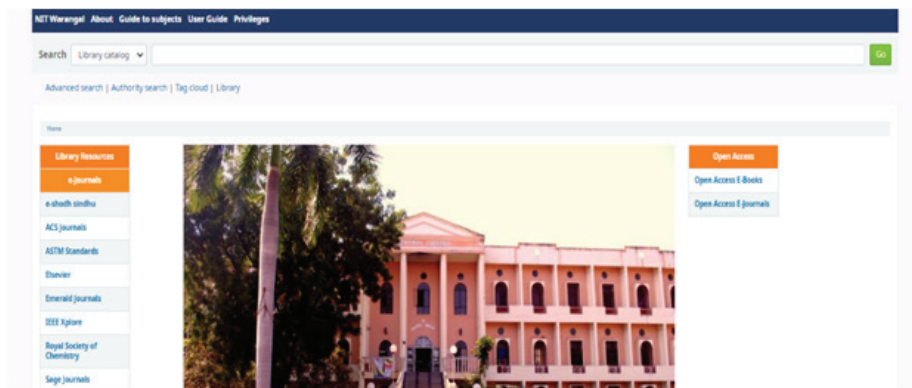 NIT Warangal About Guide to subjects User Guide Privileges
Search Library catalog Go
Advanced search | Authority search | Tag cloud | Library
Home
Library Resources
e-Journals
e-shodh sindhu
ACS Journals
ASTM Standards
Elsevier
Emerald Journals
IEEE Xplore
Royal Society of
Chemistry
Sage Journals
Open Access
Open Access E-Books
Open Access E-Journals